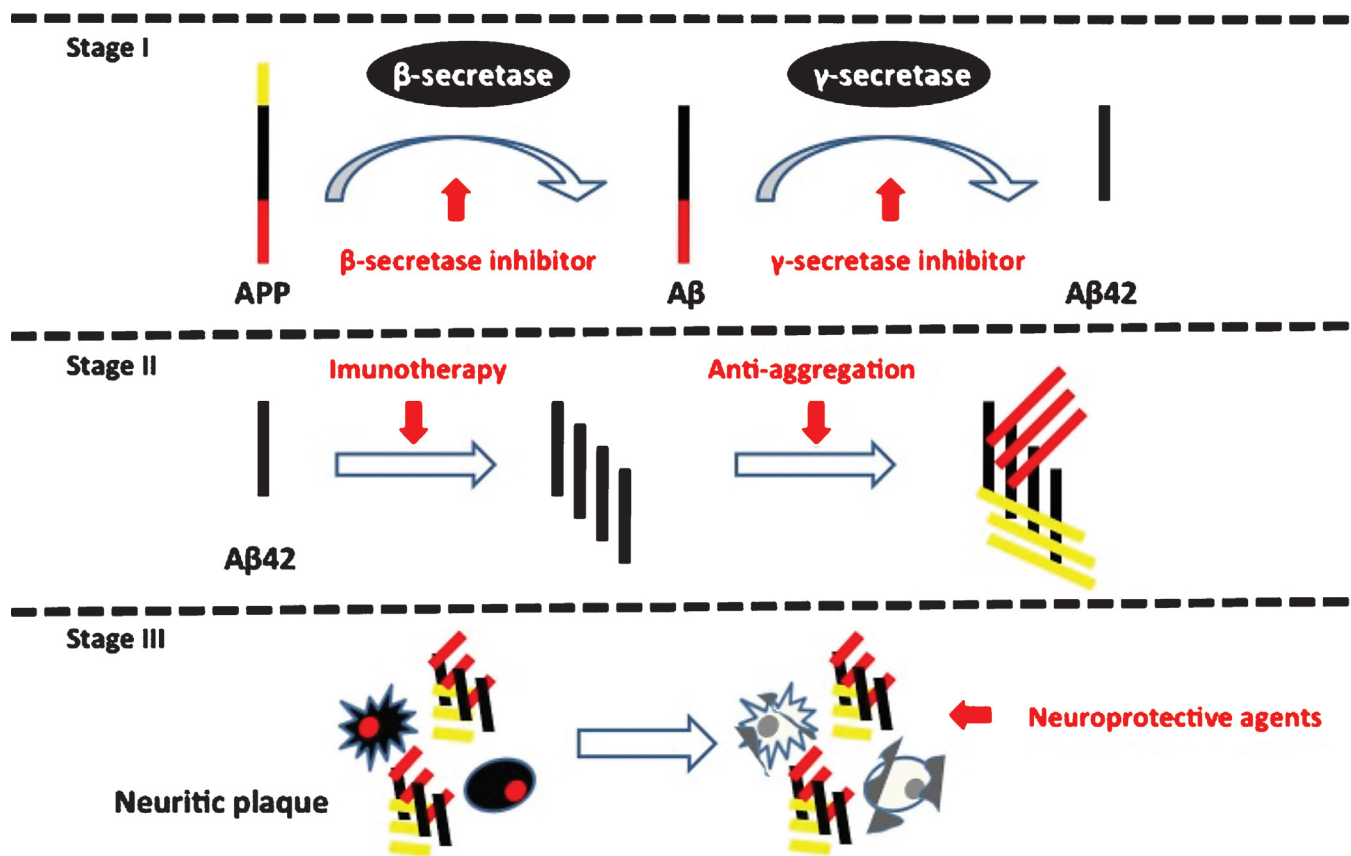 Stage I
β-secretase
γ-secretase
β-secretase inhibitor
γ-secretase inhibitor
APP
Aβ
Aβ42
Stage II
Imunotherapy
Anti-aggregation
Aβ42
Stage III
Neuroprotective agents
Neuritic plaque